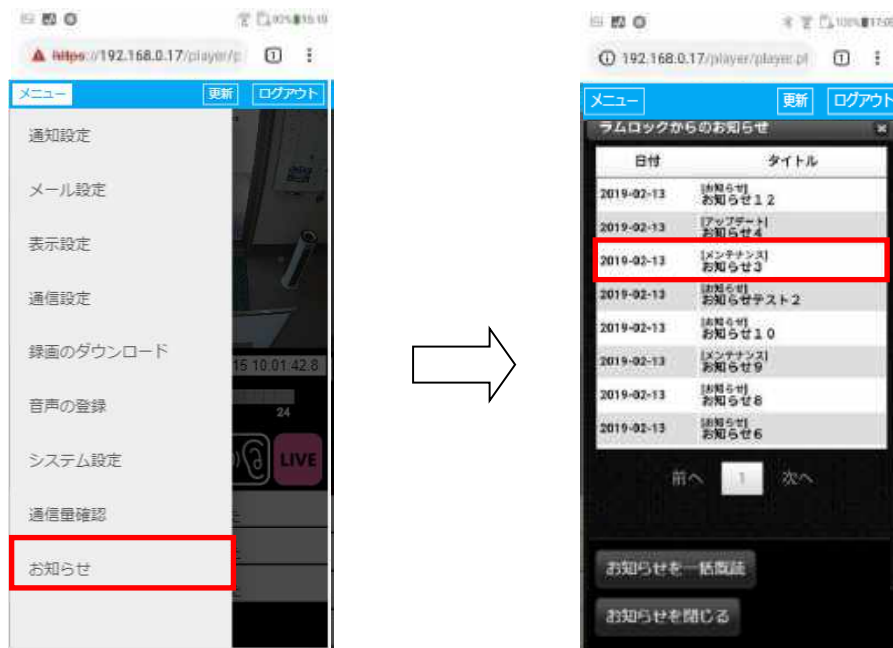 https://192.168.0.17/player/p
メニュー 更新 ログアウト
通知設定
メール設定
表示設定
通信設定
録画のダウンロード
音声の登録
システム設定
通信量確認
お知らせ
15 10:01:42.8
24
LIVE
192.168.0.17/player/player.pl
メニュー 更新 ログアウト
ラムロックからのお知らせ
日付 タイトル
2019-02-13 [お知らせ]
お知らせ12
2019-02-13 [アップデート]
お知らせ4
2019-02-13 [メンテナンス]
お知らせ3
2019-02-13 [お知らせ]
お知らせテスト2
2019-02-13 [お知らせ]
お知らせ10
2019-02-13 [メンテナンス]
お知らせ9
2019-02-13 [お知らせ]
お知らせ8
2019-02-13 [お知らせ]
お知らせ6
前へ 1 次へ
お知らせを一括既読
お知らせを閉じる